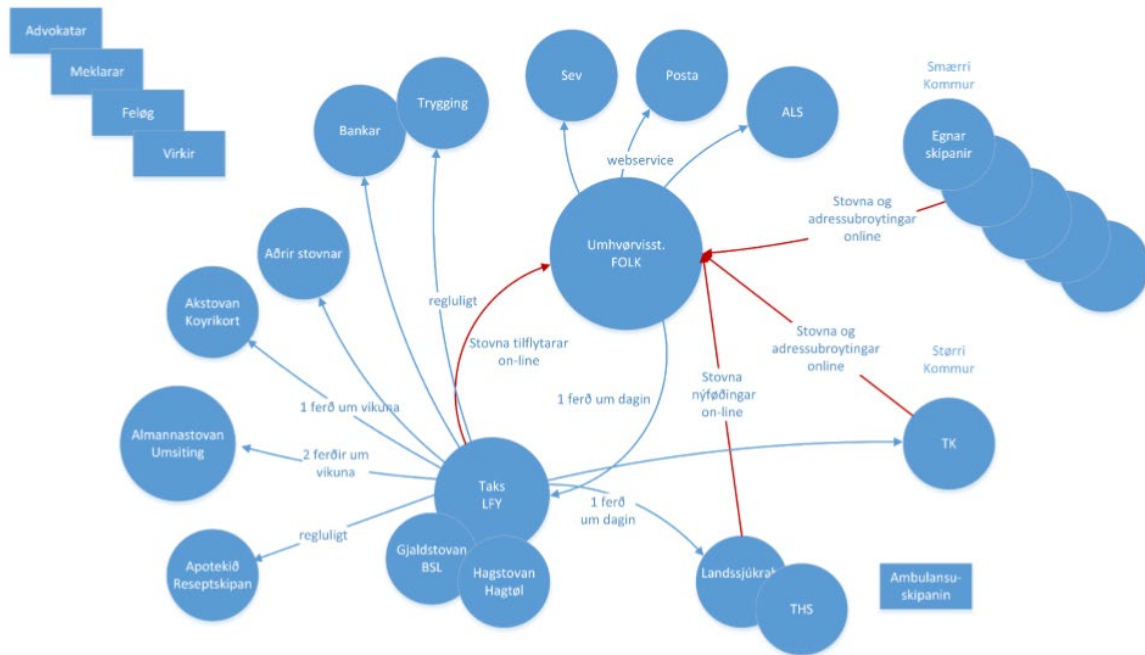 Advokatar
Meklarar
Feløg
Virkir
Bankar
Trygging
Sev
Posta
ALS
webservice
Umhvørvisst.
FOLK
Smærri
Kommur
Egnar
skipanir
Stovna og
adressubroytingar
online
Aðrir stovnar
Akstovan
Koyrikort
regluligt
Stovna tilflytarar
on-line
Stovna og
adressubroytingar
online
Størri
Kommur
Stovna
nýføðingar
on-line
1 ferð um dagin
1 ferð um vikuna
Almannastovan
Umsiting
2 ferðir um
vikuna
TK
Taks
LFY
1 ferð
um dagin
regluligt
Apotekið
Reseptskipan
Gjaldstovan
BSL
Hagstovan
Hagtøl
Landssjúkrah
THS
Ambulansu-
skipanin